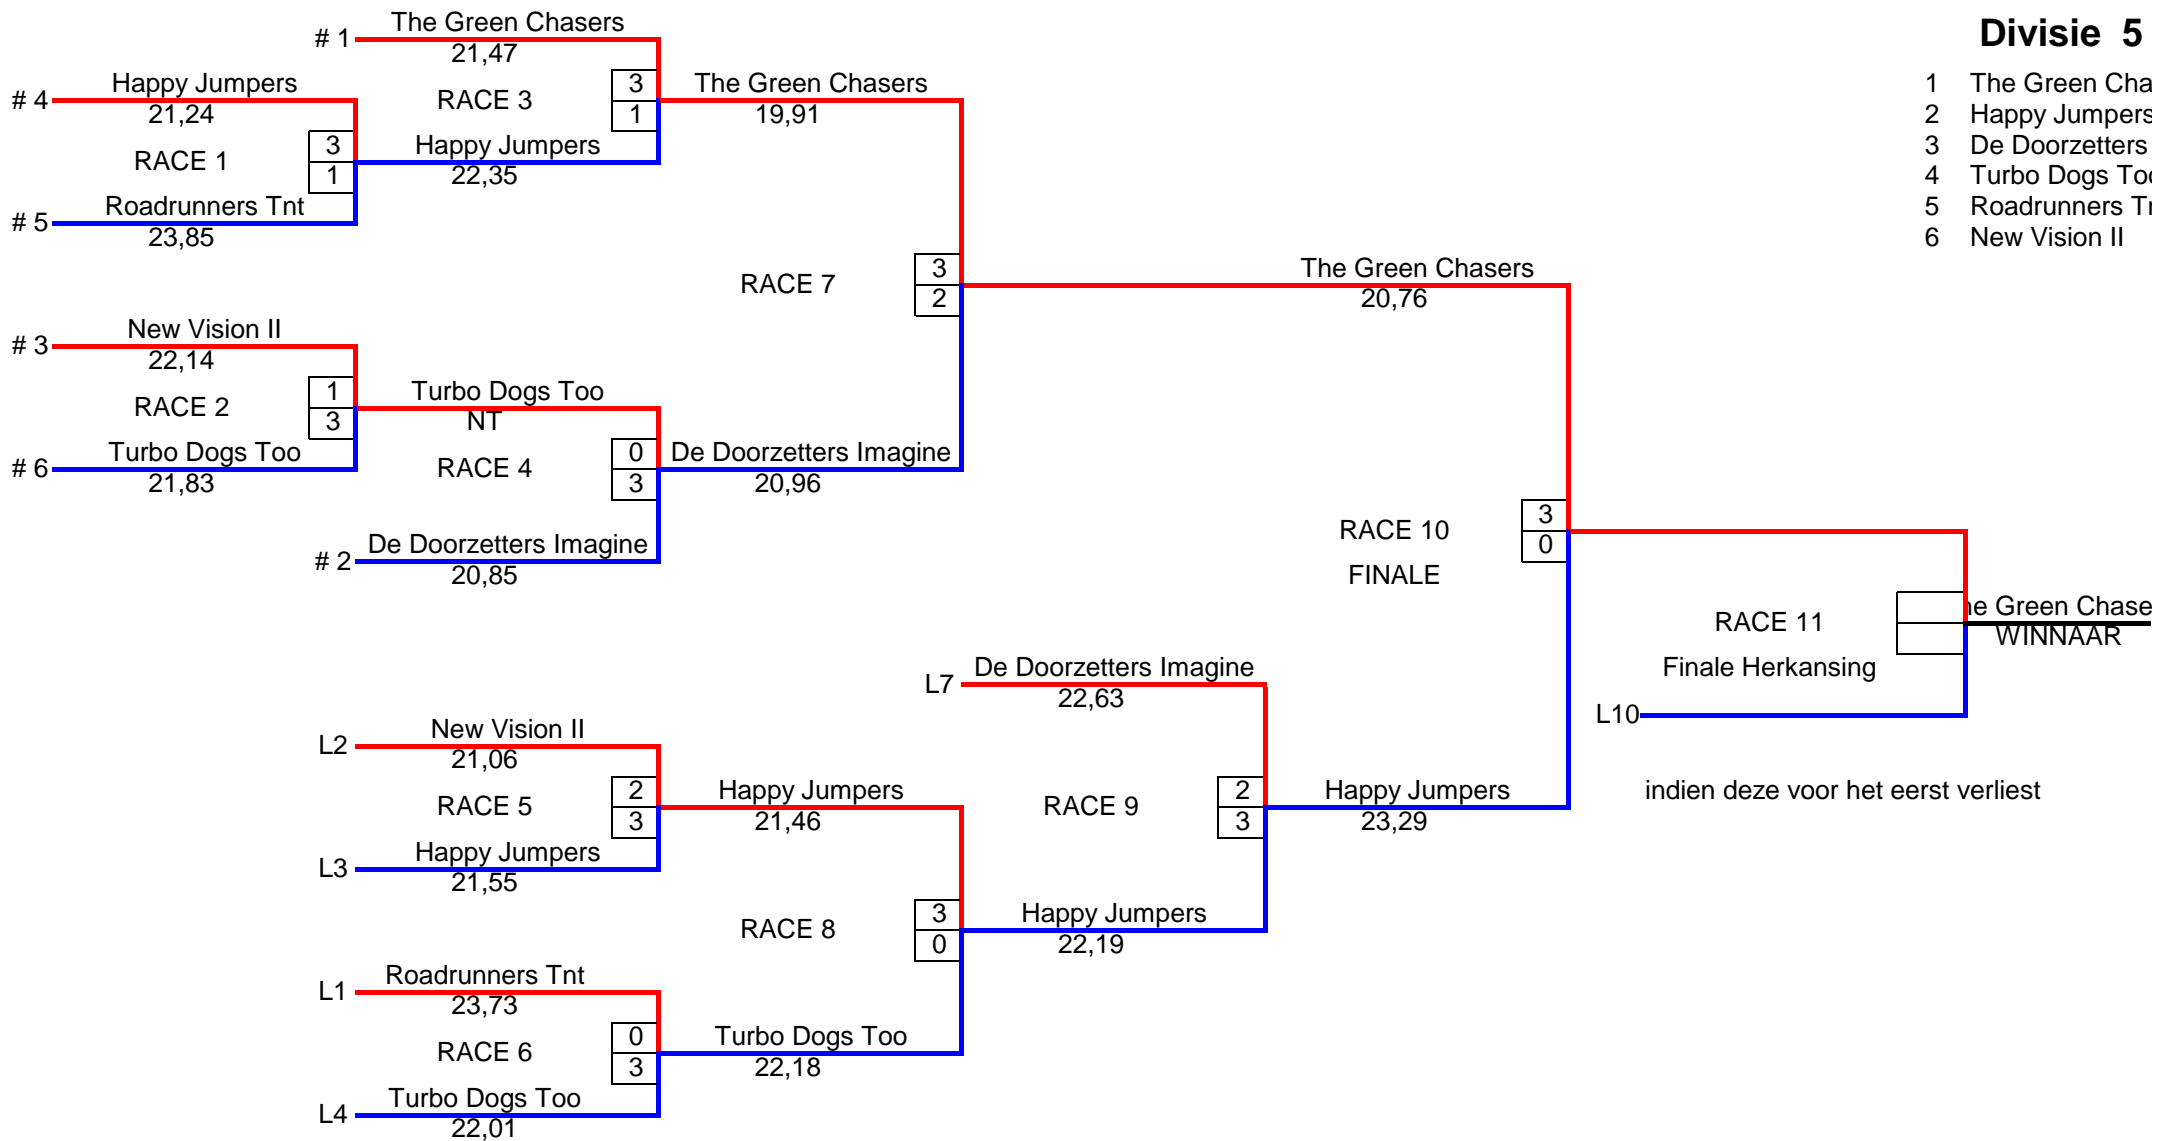 Divisie 5
1 The Green Cha
2 Happy Jumpers
3 De Doorzetters
4 Turbo Dogs Too
5 Roadrunners
6 New Vision II
# 1 The Green Chasers
21,47
# 4 Happy Jumpers
21,24
RACE 3
3
1
The Green Chasers
19,91
RACE 1
3
1
Happy Jumpers
22,35
# 5 Roadrunners Tnt
23,85
RACE 7
3
2
The Green Chasers
20,76
# 3 New Vision II
22,14
RACE 2
1
3
Turbo Dogs Too
NT
# 6 Turbo Dogs Too
21,83
RACE 4
0
3
De Doorzetters Imagine
20,96
# 2 De Doorzetters Imagine
20,85
RACE 10
FINALE
3
0
RACE 11
Finale Herkansing
he Green Chase
WINNAAR
L10
indien deze voor het eerst verliest
L7 De Doorzetters Imagine
22,63
L2 New Vision II
21,06
RACE 5
2
3
Happy Jumpers
21,46
RACE 9
2
3
Happy Jumpers
23,29
L3 Happy Jumpers
21,55
RACE 8
3
0
Happy Jumpers
22,19
L1 Roadrunners Tnt
23,73
RACE 6
0
3
Turbo Dogs Too
22,18
L4 Turbo Dogs Too
22,01